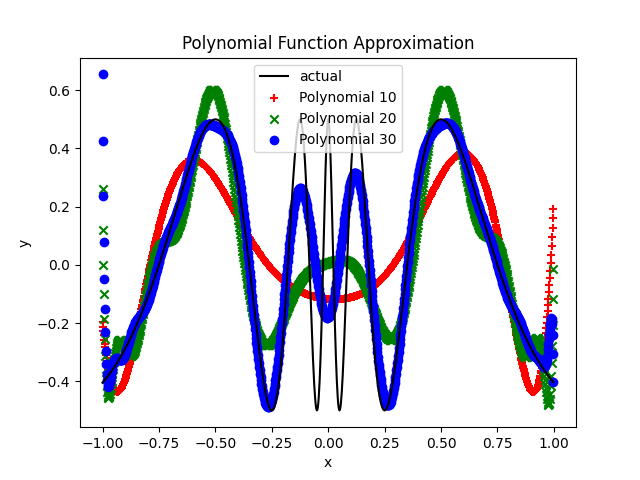 Polynomial Function Approximation
actual
Polynomial 10
Polynomial 20
Polynomial 30
y
0.6
0.4
0.2
0.0
−0.2
−0.4
−1.00 −0.75 −0.50 −0.25 0.00 0.25 0.50 0.75 1.00
x